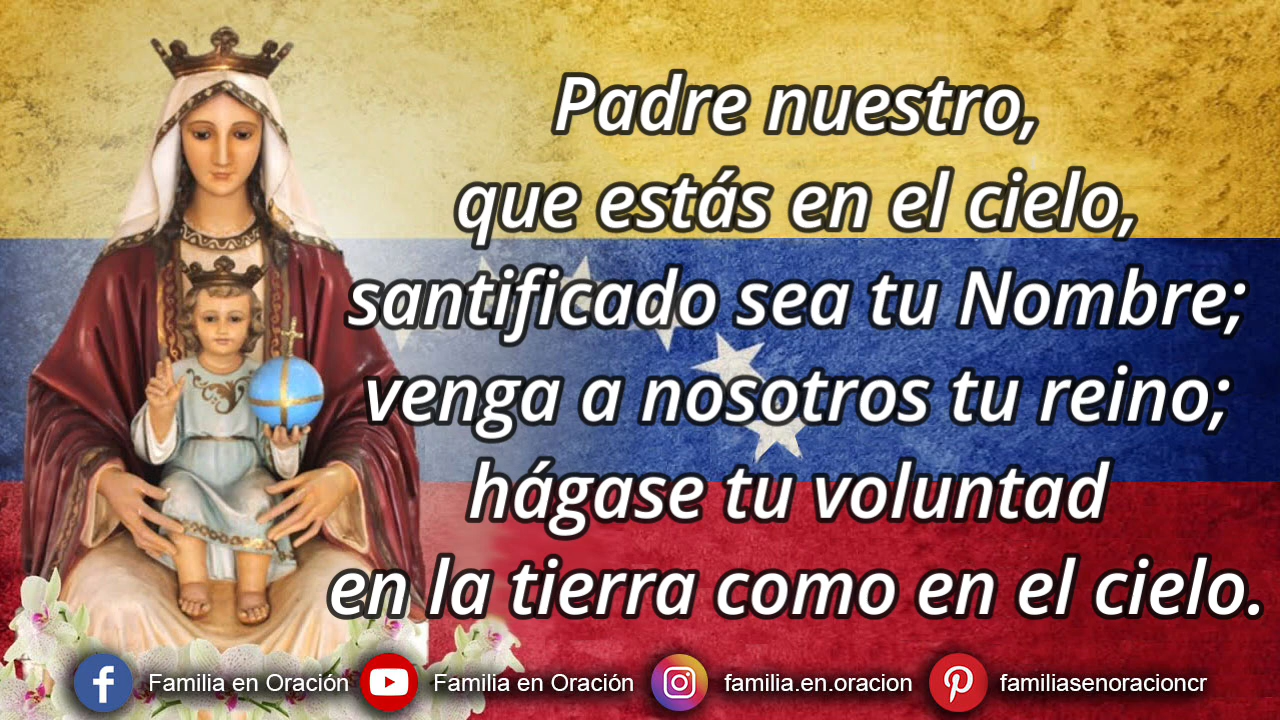 Padre nuestro,
que estás en el cielo,
santificado sea tu Nombre;
venga a nosotros tu reino;
hágase tu voluntad
en la tierra como en el cielo.
Familia en Oración Familia en Oración familia.en.oracion familiasenoracioncr